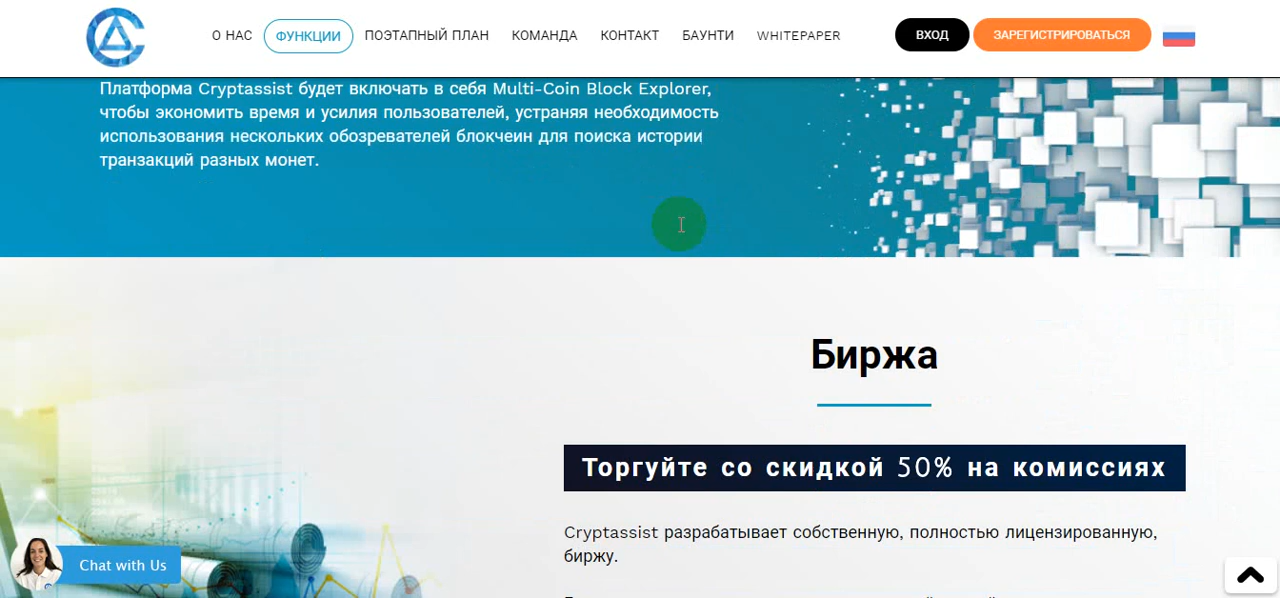 О НАС ФУНКЦИИ ПОЭТАПНЫЙ ПЛАН КОМАНДА КОНТАКТ БАУНТИ WHITEPAPER ВХОД ЗАРЕГИСТРИРОВАТЬСЯ
Платформа Cryptassist будет включать в себя Multi-Coin Block Explorer,
чтобы экономить время и усилия пользователей, устраняя необходимость
использования нескольких обозревателей блокчеин для поиска истории
транзакций разных монет.
Биржа
Торгуйте со скидкой 50% на комиссиях
Cryptassist разрабатывает собственную, полностью лицензированную,
биржу.
Chat with Us